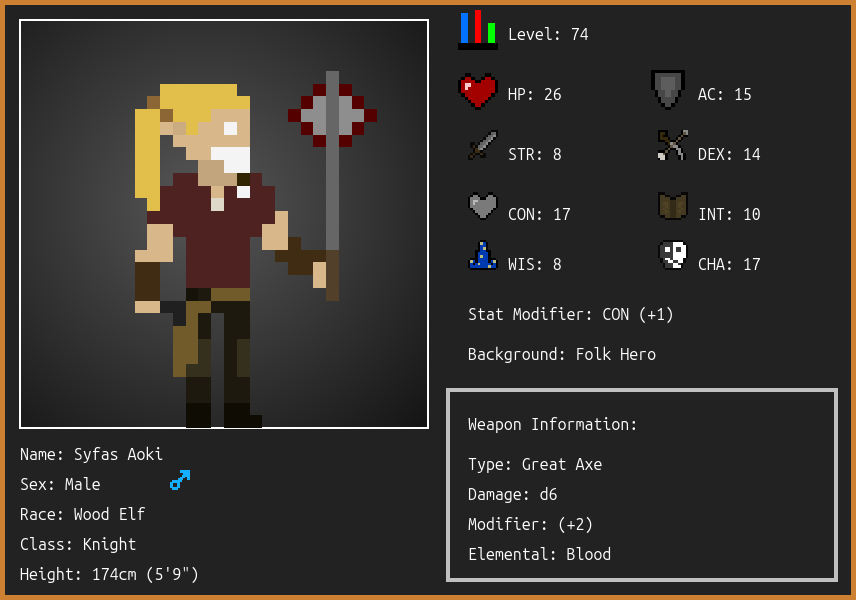 Level: 74
HP: 26
AC: 15
STR: 8
DEX: 14
CON: 17
INT: 10
WIS: 8
CHA: 17
Stat Modifier: CON (+1)
Background: Folk Hero
Weapon Information:
Type: Great Axe
Damage: d6
Modifier: (+2)
Elemental: Blood
Name: Syfas Aoki
Sex: Male
Race: Wood Elf
Class: Knight
Height: 174cm (5'9")